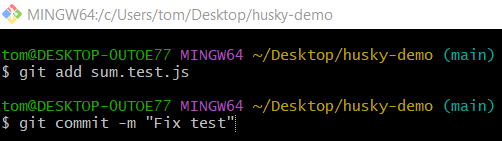 MINGW64:/c/Users/tom/Desktop/husky-demo
tom@DESKTOP-OUTOE77 MINGW64 ~/Desktop/husky-demo (main)
$ git add sum.test.js
tom@DESKTOP-OUTOE77 MINGW64 ~/Desktop/husky-demo (main)
$ git commit -m "Fix test"